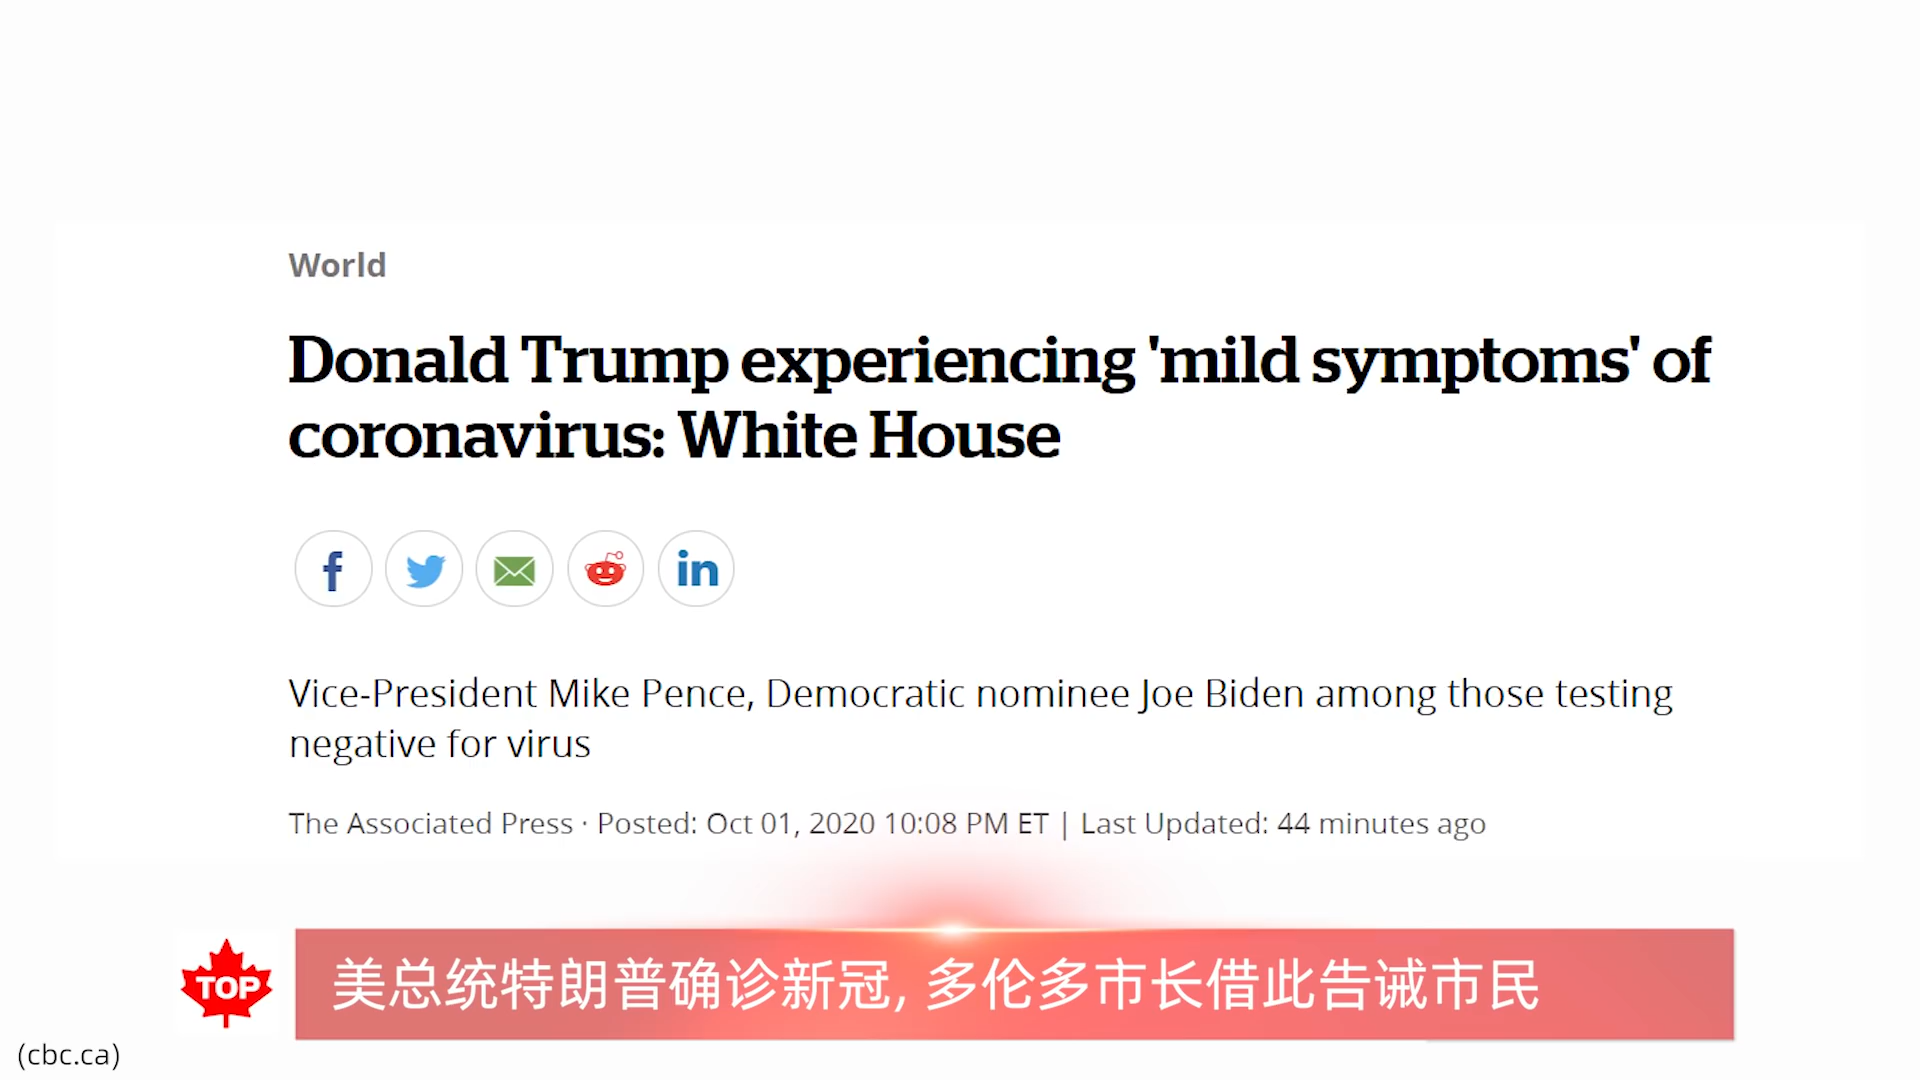 World
Donald Trump experiencing 'mild symptoms' of
coronavirus: White House
Vice-President Mike Pence, Democratic nominee Joe Biden among those testing
negative for virus
The Associated Press · Posted: Oct 01, 2020 10:08 PM ET | Last Updated: 44 minutes ago
TOP
美总统特朗普确诊新冠, 多伦多市长借此告诫市民
(cbc.ca)